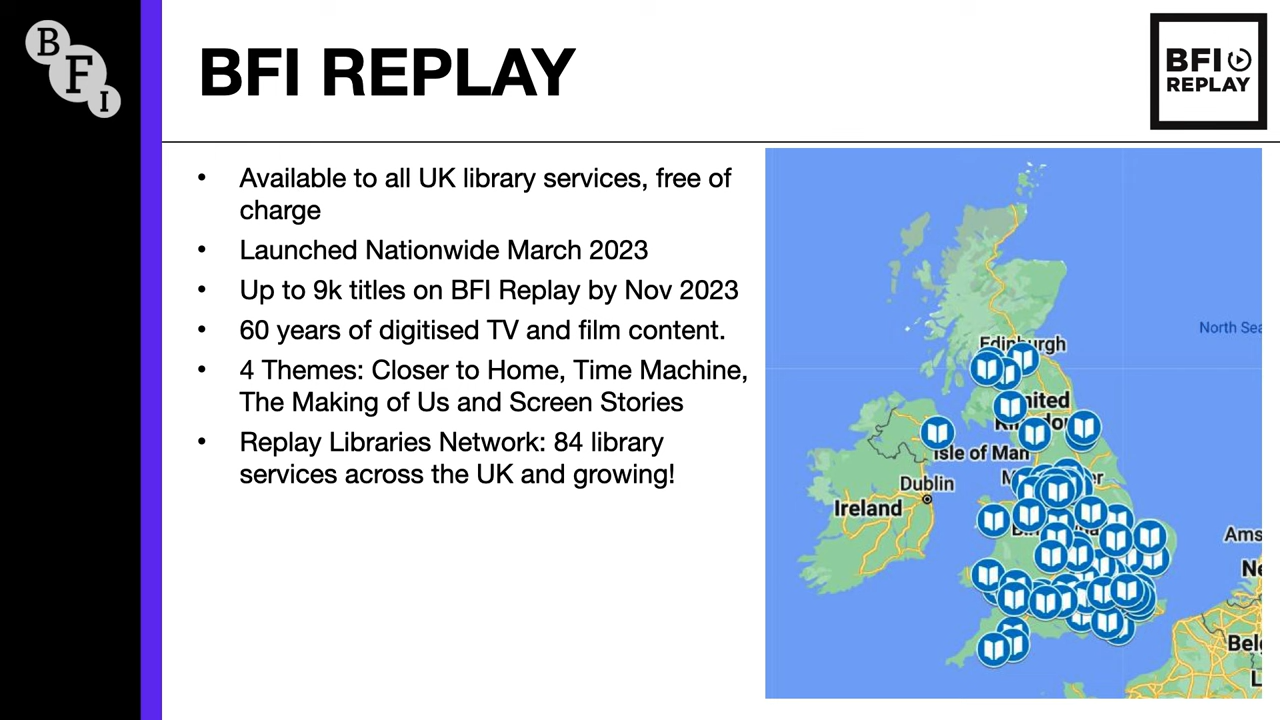 BFI
BFI REPLAY
BFI
REPLAY
• Available to all UK library services, free of
charge
• Launched Nationwide March 2023
• Up to 9k titles on BFI Replay by Nov 2023
• 60 years of digitised TV and film content.
• 4 Themes: Closer to Home, Time Machine,
The Making of Us and Screen Stories
• Replay Libraries Network: 84 library
services across the UK and growing!
North Sea
Edinburgh
Isle of Man
Dublin
Ireland